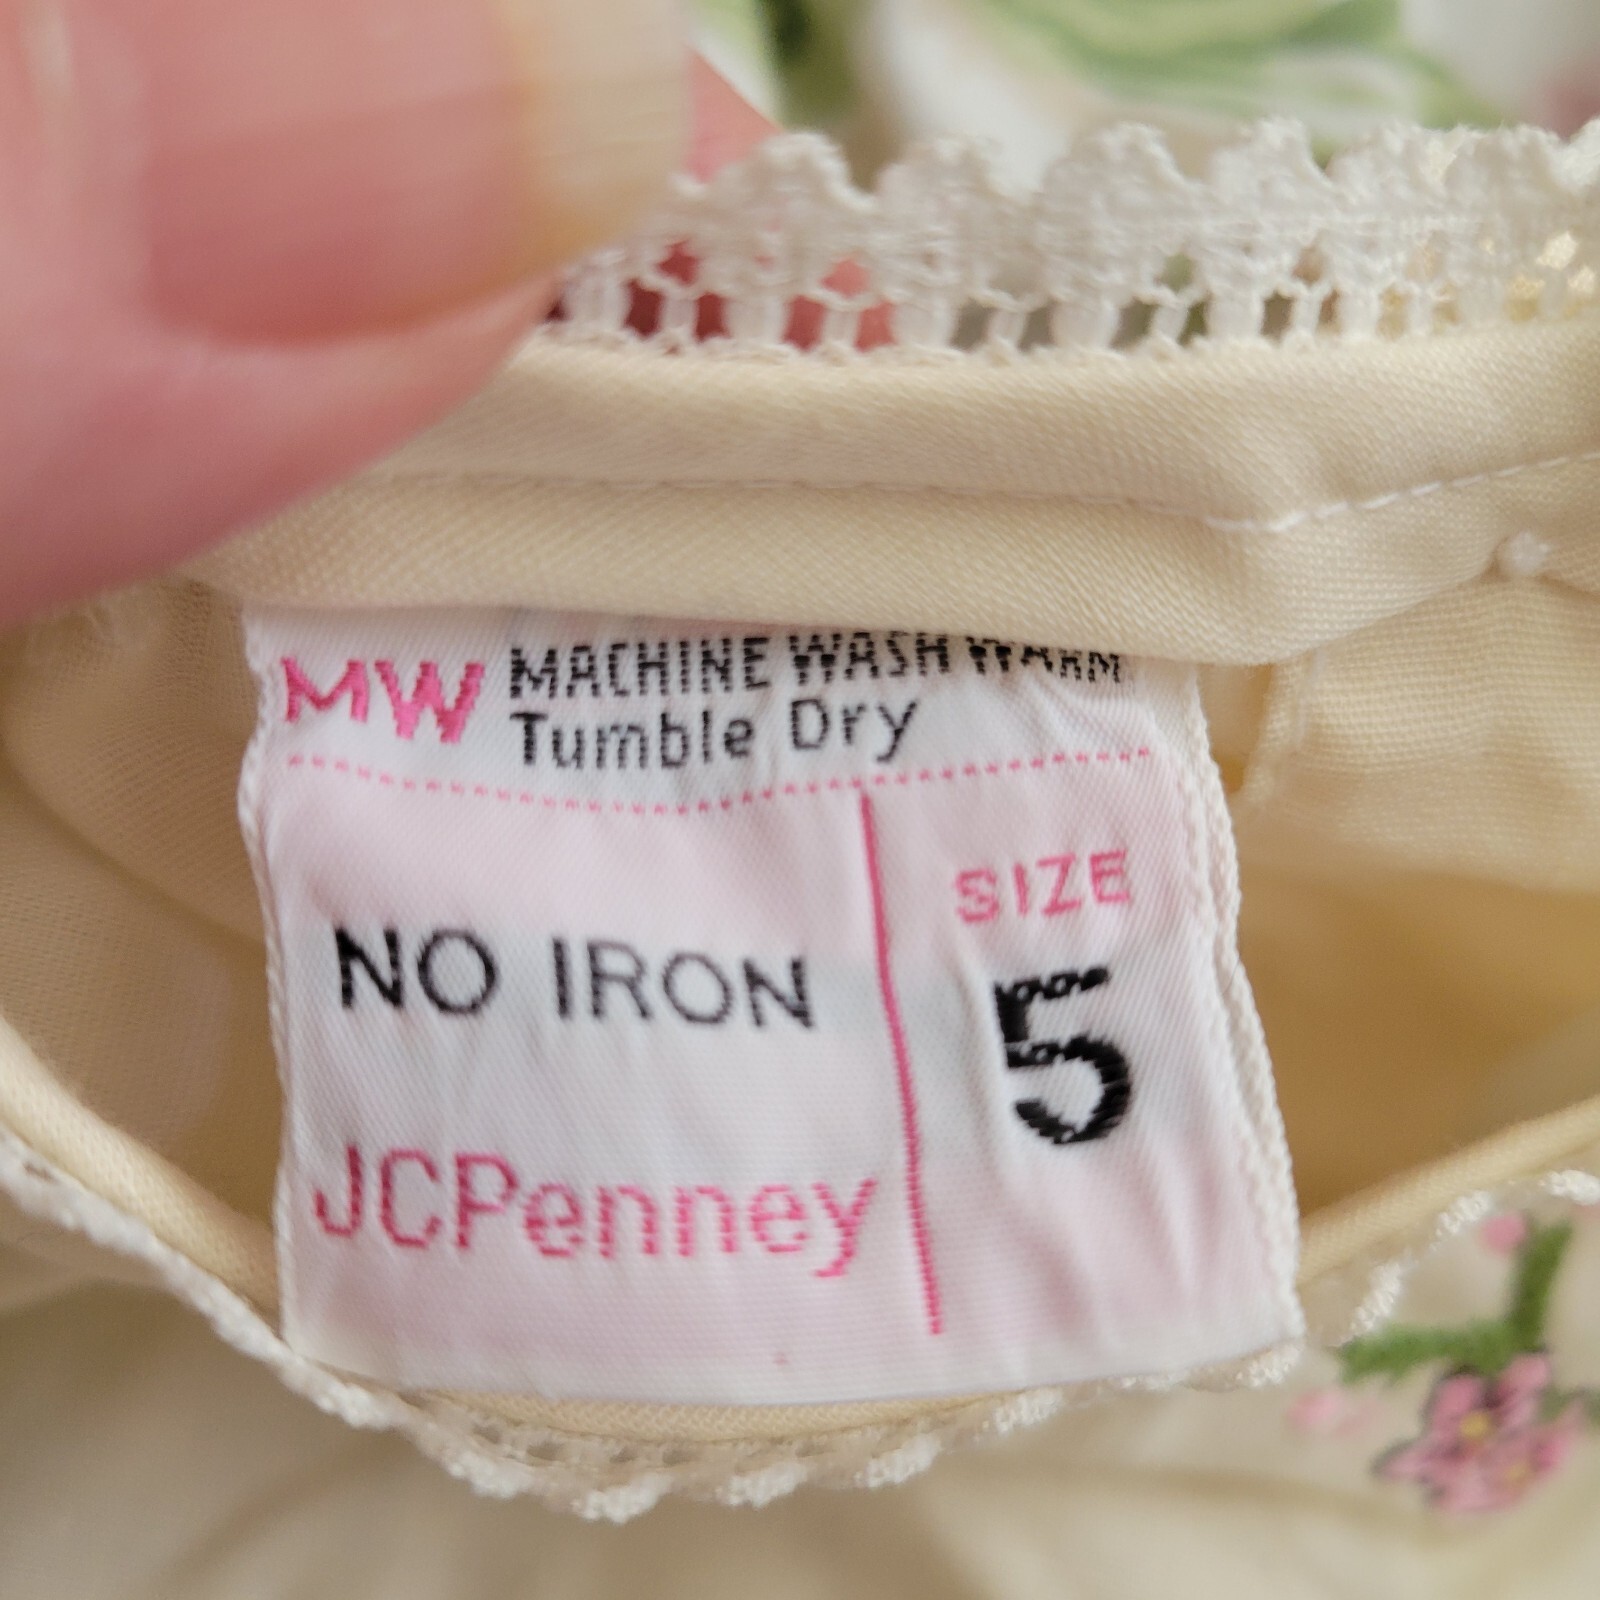 MW MACHINE WASH WARM
Tumble Dry
NO IRON
SIZE
5
JCPenney